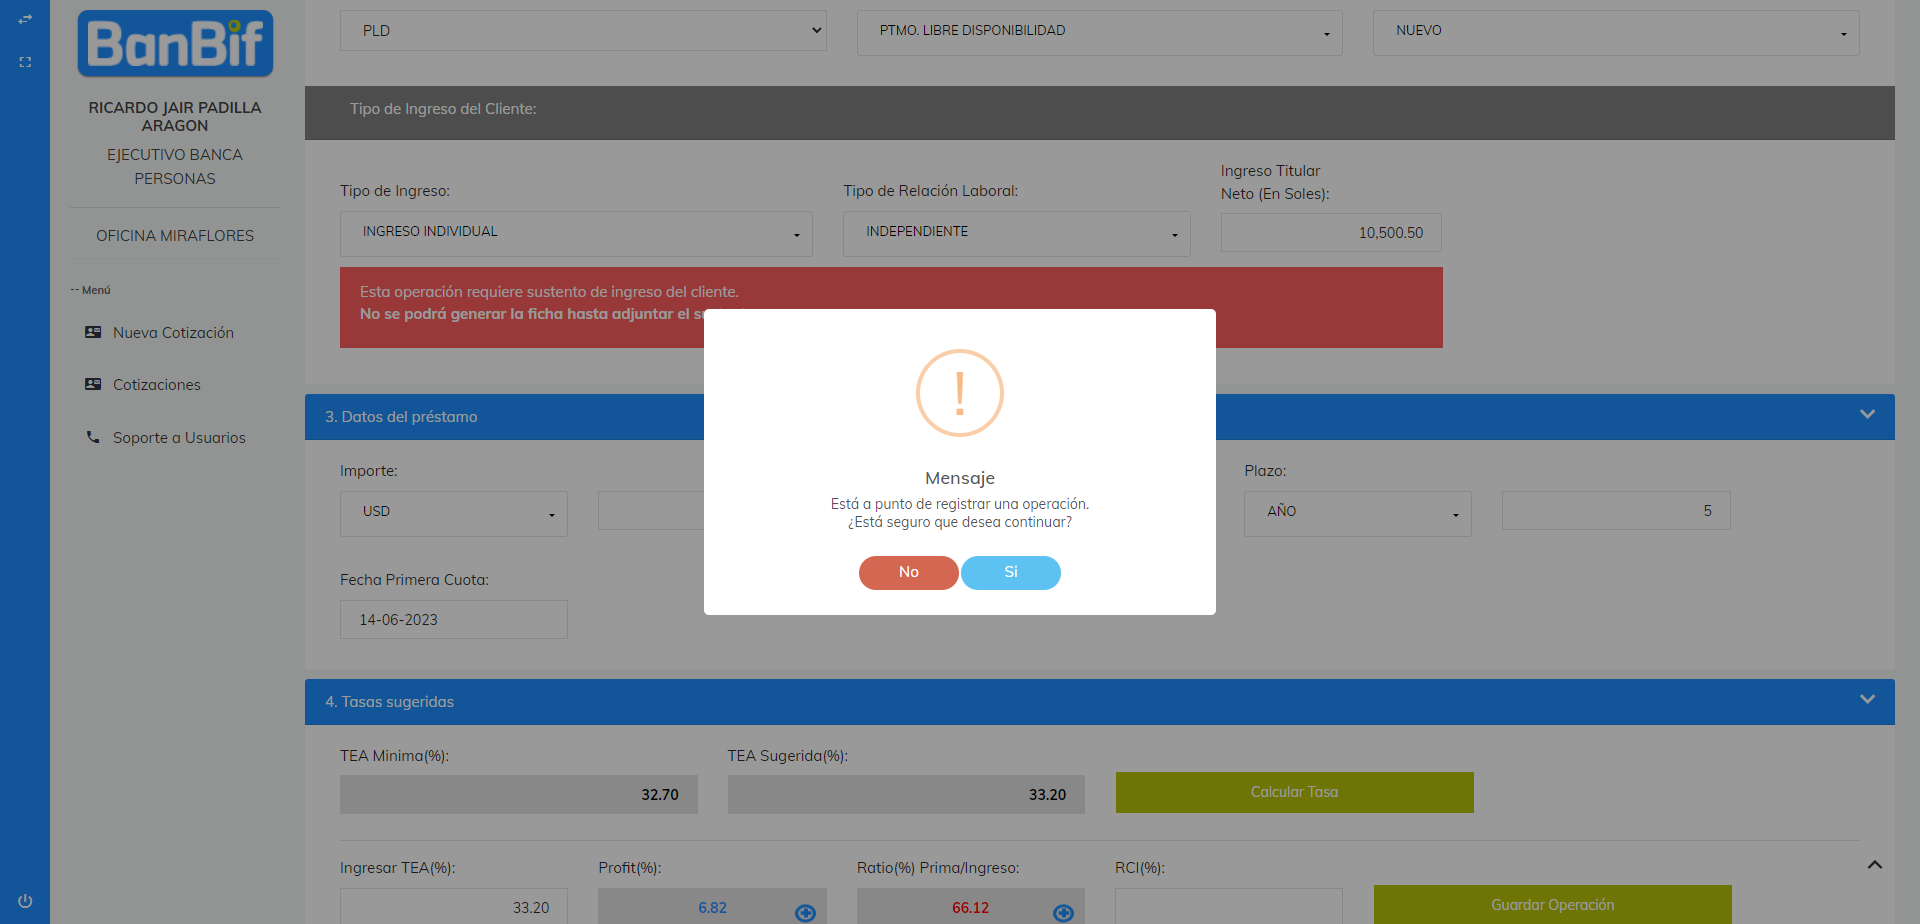 BanBif
RICARDO JAIR PADILLA
ARAGON
EJECUTIVO BANCA
PERSONAS
OFICINA MIRAFLORES
-- Menú
Nueva Cotización
Cotizaciones
Soporte a Usuarios
PLD
PTMO. LIBRE DISPONIBILIDAD
NUEVO
Tipo de Ingreso del Cliente:
Tipo de Ingreso:
Tipo de Relación Laboral:
Ingreso Titular
Neto (En Soles):
INGRESO INDIVIDUAL
INDEPENDIENTE
10,500.50
Esta operación requiere sustento de ingreso del cliente.
No se podrá generar la ficha hasta adjuntar el
3. Datos del préstamo
Importe:
Plazo:
USD
AÑO
5
Fecha Primera Cuota:
14-06-2023
!
Mensaje
Está a punto de registrar una operación.
¿Está seguro que desea continuar?
No
Si
4. Tasas sugeridas
TEA Minima(%):
TEA Sugerida(%):
32.70
33.20
Calcular Tasa
Ingresar TEA(%):
Profit(%):
Ratio(%) Prima/Ingreso:
RCI(%):
33.20
6.82
66.12
Guardar Operación